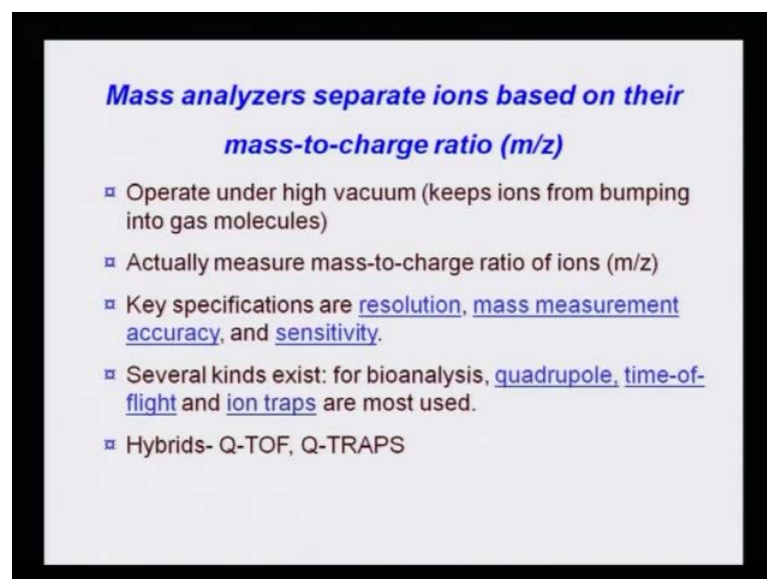 Mass analyzers separate ions based on their
mass-to-charge ratio (m/z)
¤ Operate under high vacuum (keeps ions from bumping
into gas molecules)
¤ Actually measure mass-to-charge ratio of ions (m/z)
¤ Key specifications are resolution, mass measurement
accuracy, and sensitivity.
¤ Several kinds exist: for bioanalysis, quadrupole, time-of-
flight and ion traps are most used.
¤ Hybrids- Q-TOF, Q-TRAPS